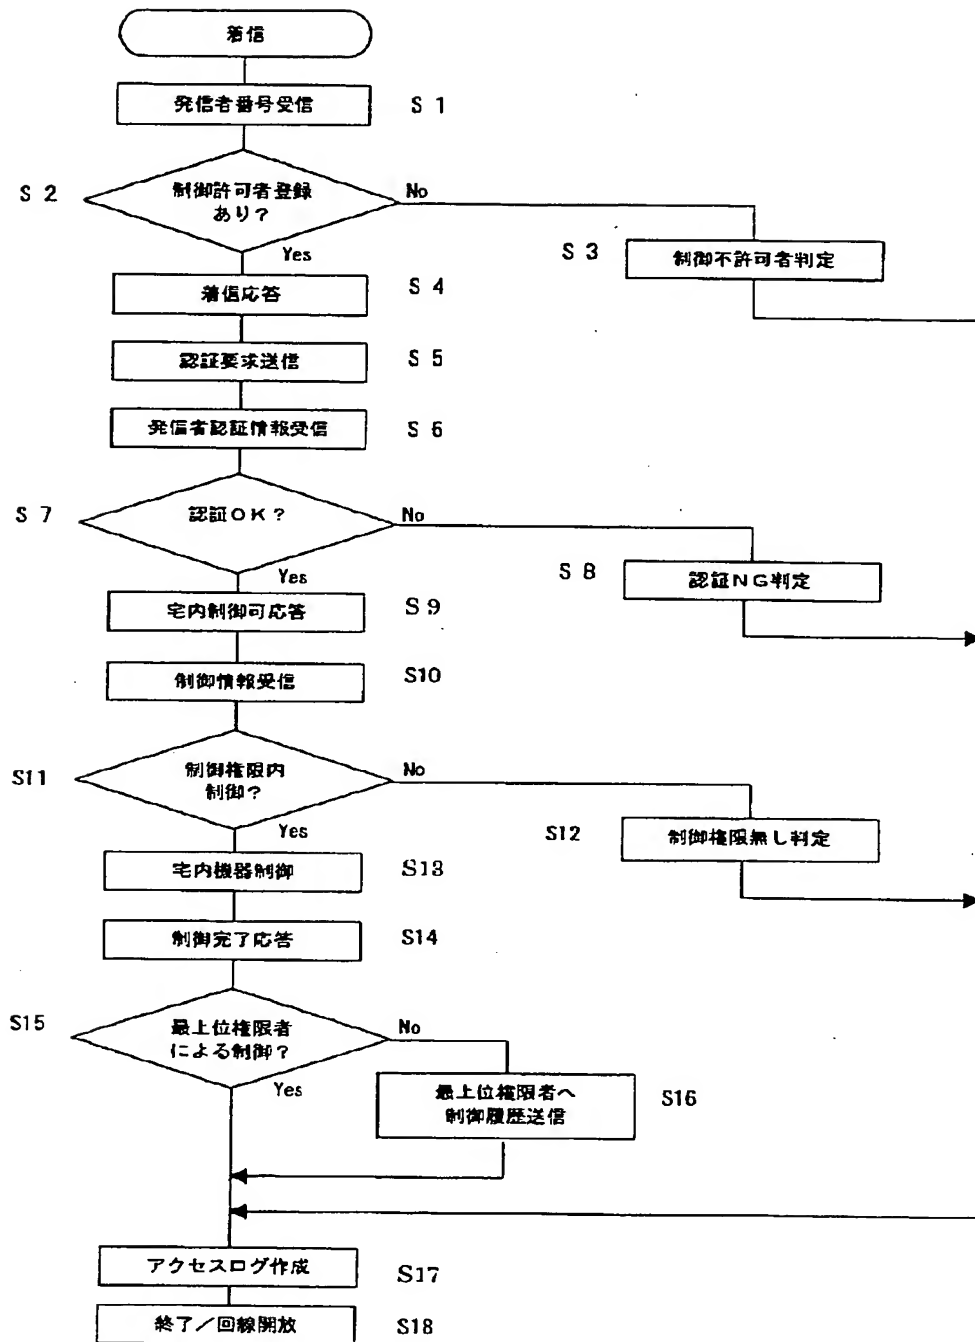 着信
発信者番号受信
S 1
S 2
制御許可者登録
あり?
No
Yes
S 3
制御不許可者判定
着信応答
S 4
認証要求送信
S 5
発信者認証情報受信
S 6
S 7
認証OK?
No
Yes
S 8
認証NG判定
宅内制御可応答
S 9
制御情報受信
S10
S11
制御権限内
制御?
No
Yes
S12
制御権限無し判定
宅内機器制御
S13
制御完了応答
S14
S15
最上位権限者
による制御?
No
Yes
最上位権限者へ
制御履歴送信
S16
アクセスログ作成
S17
終了/回線開放
S18